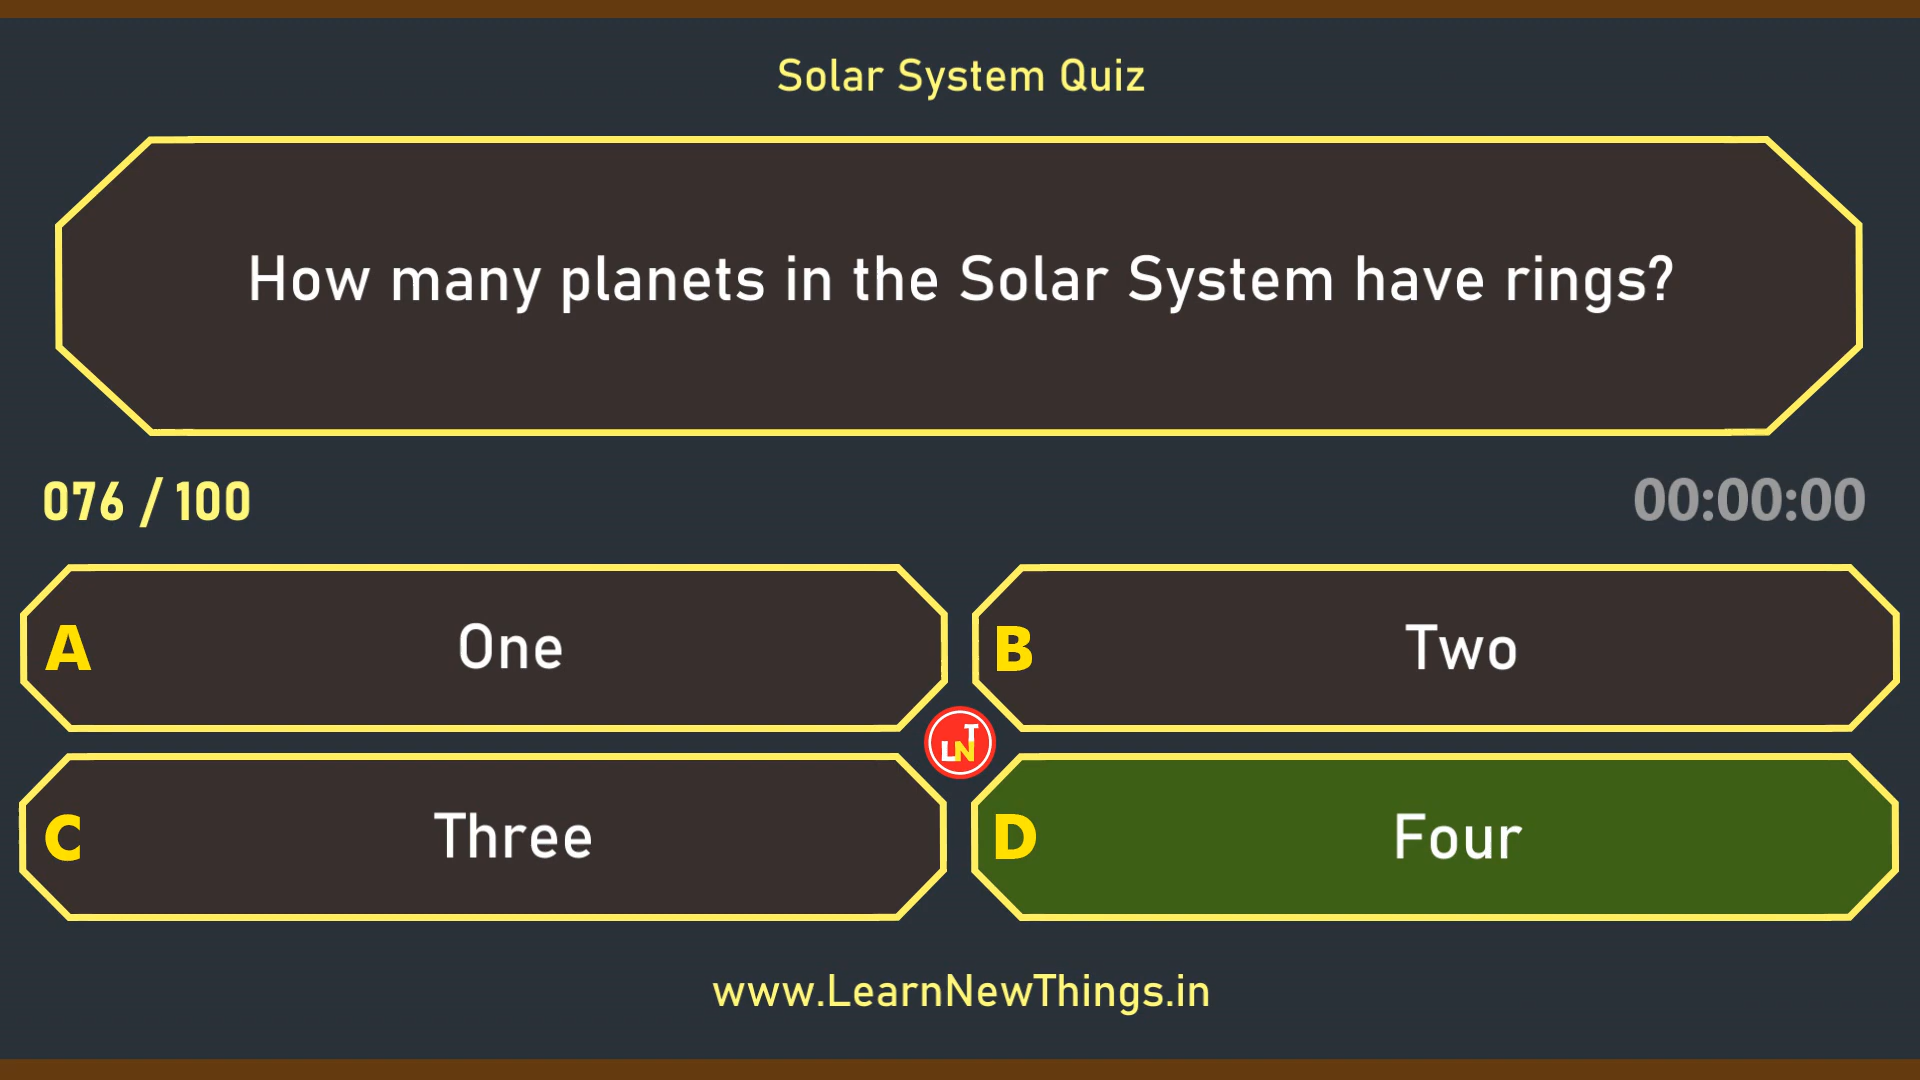 Solar System Quiz
How many planets in the Solar System have rings?
076 / 100
00:00:00
A One
B Two
LNT
C Three
D Four
www.LearnNewThings.in